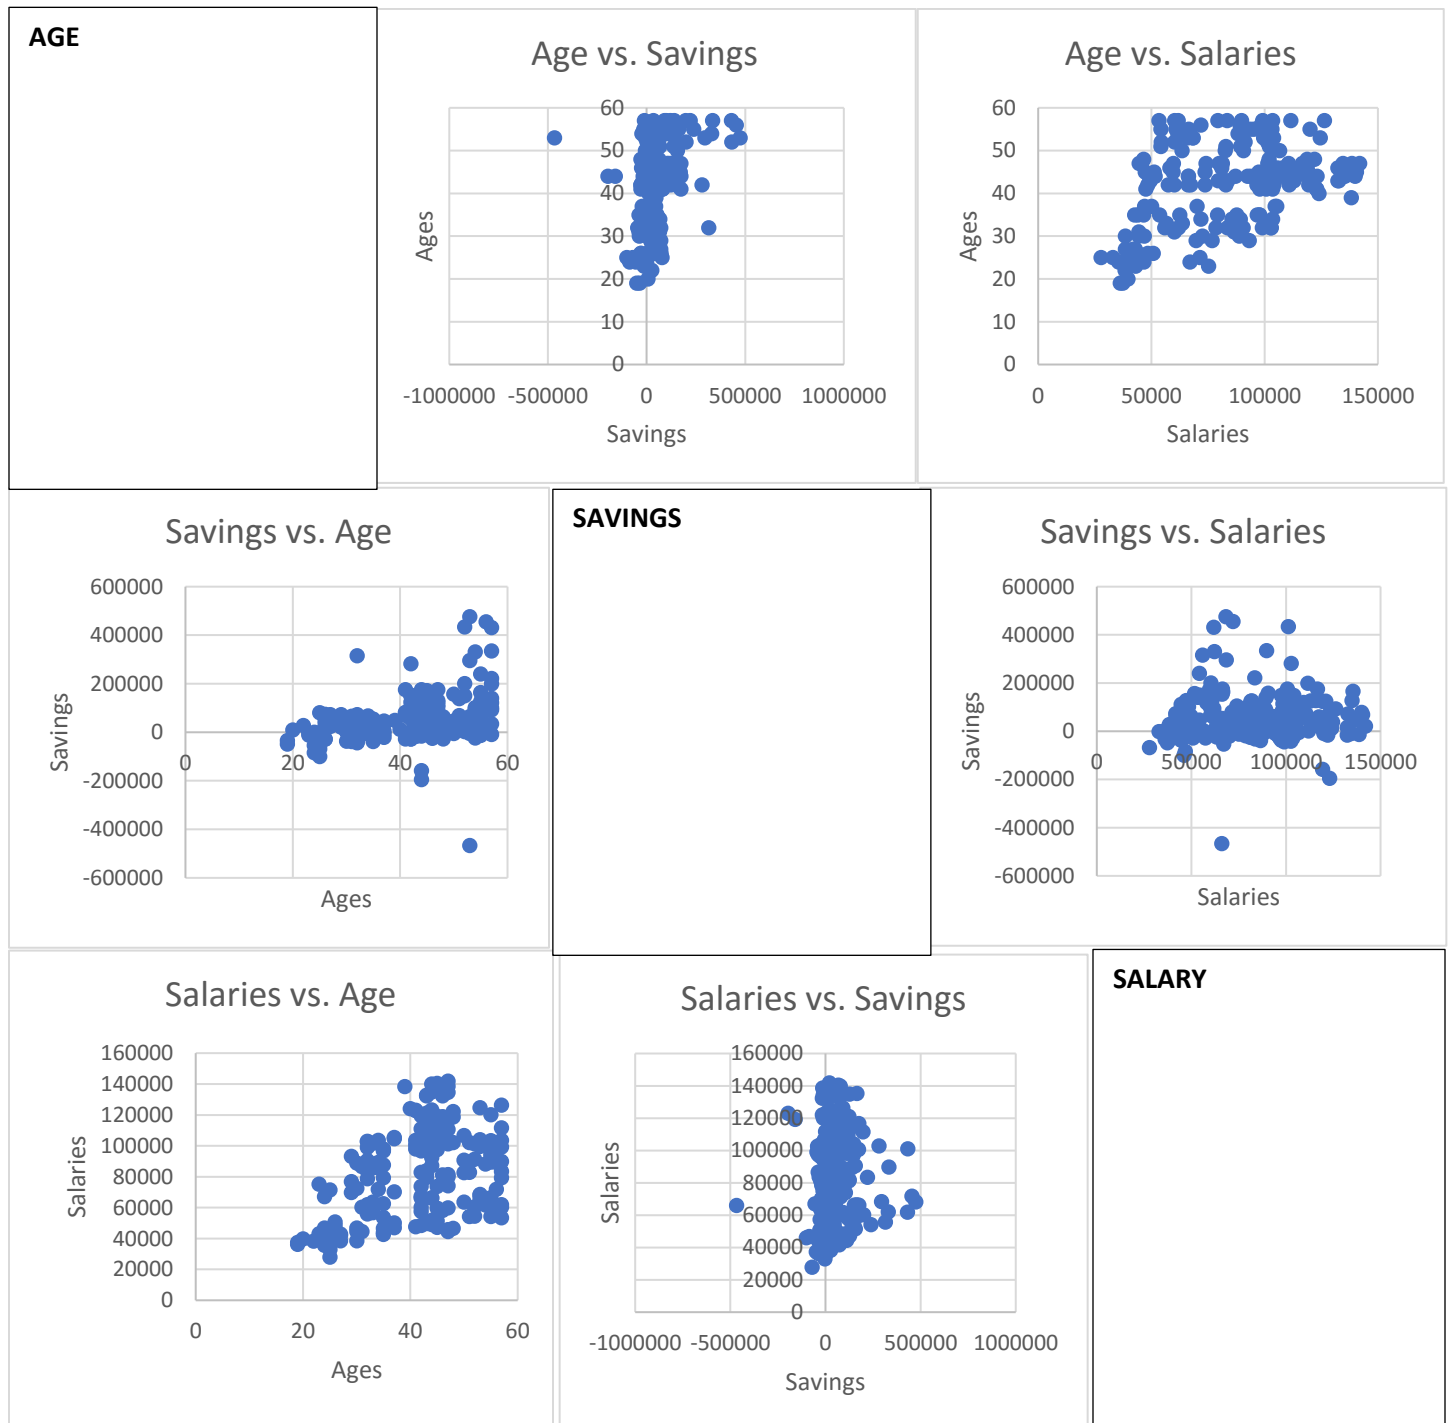 AGE
Age vs. Savings
60
50
40
30
20
10
0
Ages
-1000000 -500000 0 500000 1000000
Savings
Age vs. Salaries
60
50
40
30
20
10
0
Ages
0 50000 100000 150000
Salaries
Savings vs. Age
600000
400000
200000
0
-200000
-400000
-600000
Savings
0 20 40 60
Ages
SAVINGS
Savings vs. Salaries
600000
400000
200000
0
-200000
-400000
-600000
Savings
0 50000 100000 150000
Salaries
Salaries vs. Age
160000
140000
120000
100000
80000
60000
40000
20000
0
Salaries
0 20 40 60
Ages
Salaries vs. Savings
160000
140000
120000
100000
80000
60000
40000
20000
0
Salaries
-1000000 -500000 0 500000 1000000
Savings
SALARY